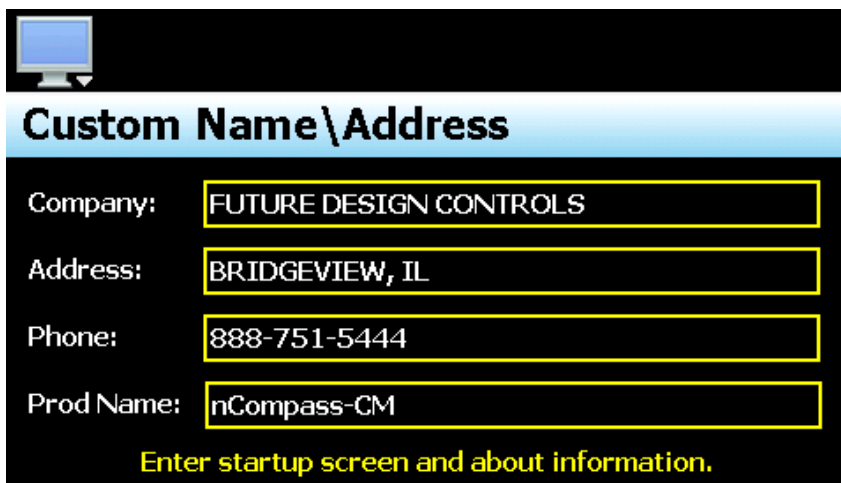 Custom Name\Address
Company: FUTURE DESIGN CONTROLS
Address: BRIDGEVIEW, IL
Phone: 888-751-5444
Prod Name: nCompass-CM
Enter startup screen and about information.